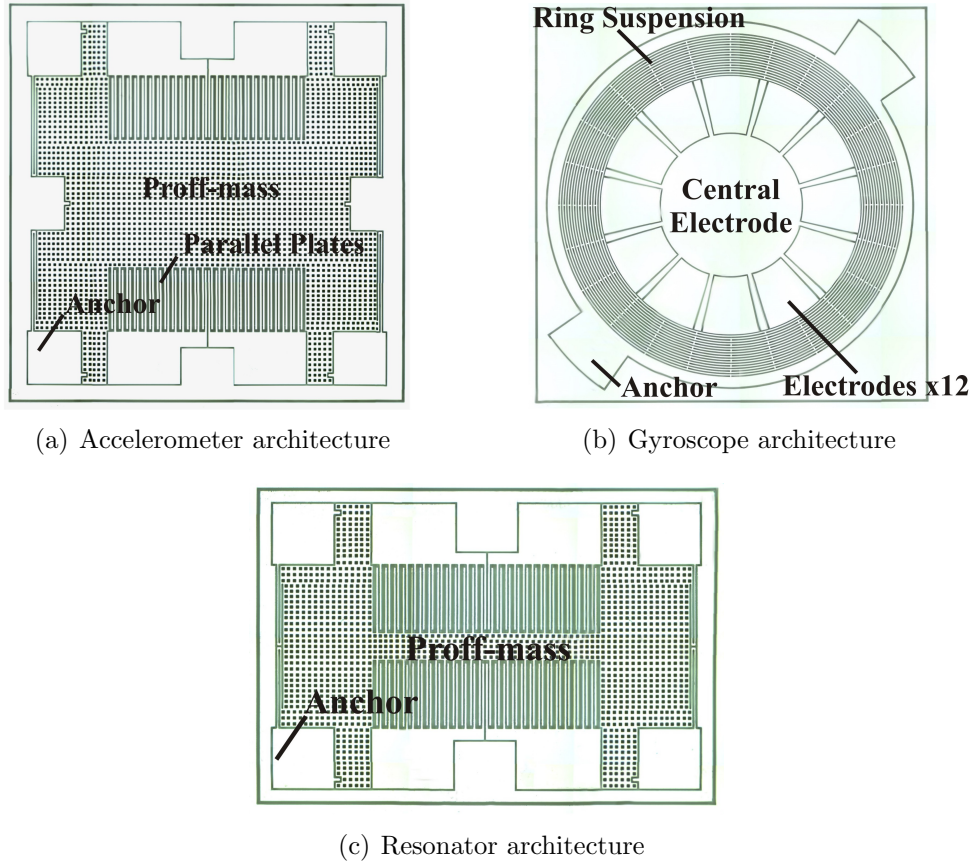 Ring Suspension
Proff-mass
Parallel Plates
Anchor
Central
Electrode
Anchor
Electrodes x12
(a) Accelerometer architecture
(b) Gyroscope architecture
Proff-mass
Anchor
(c) Resonator architecture